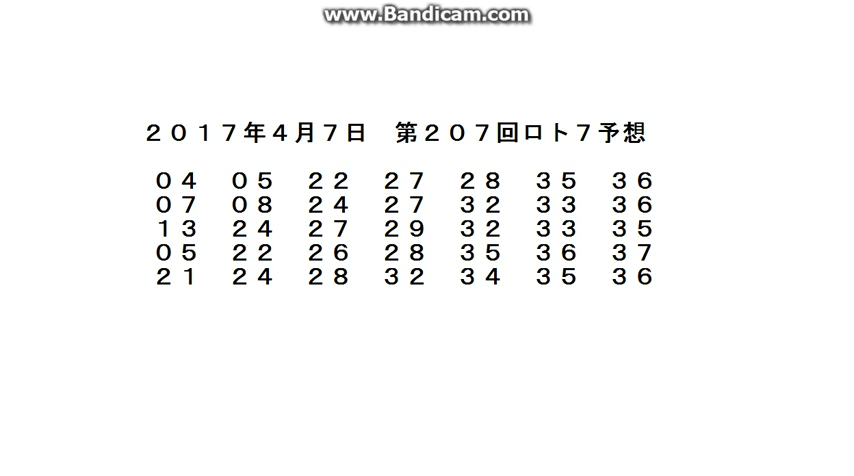 www.Bandicam.com
２０１７年４月７日　第２０７回ロト７予想
０４　０５　２２　２７　２８　３５　３６
０７　０８　２４　２７　３２　３３　３６
１３　２４　２７　２９　３２　３３　３５
０５　２２　２６　２８　３５　３６　３７
２１　２４　２８　３２　３４　３５　３６